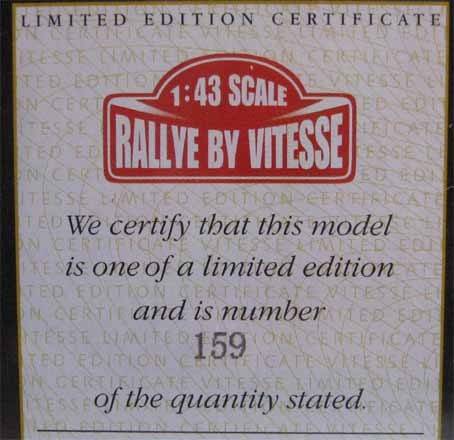 LIMITED EDITION CERTIFICATE
1:43 SCALE
RALLYE BY VITESSE
We certify that this model
is one of a limited edition
and is number
159
of the quantity stated.